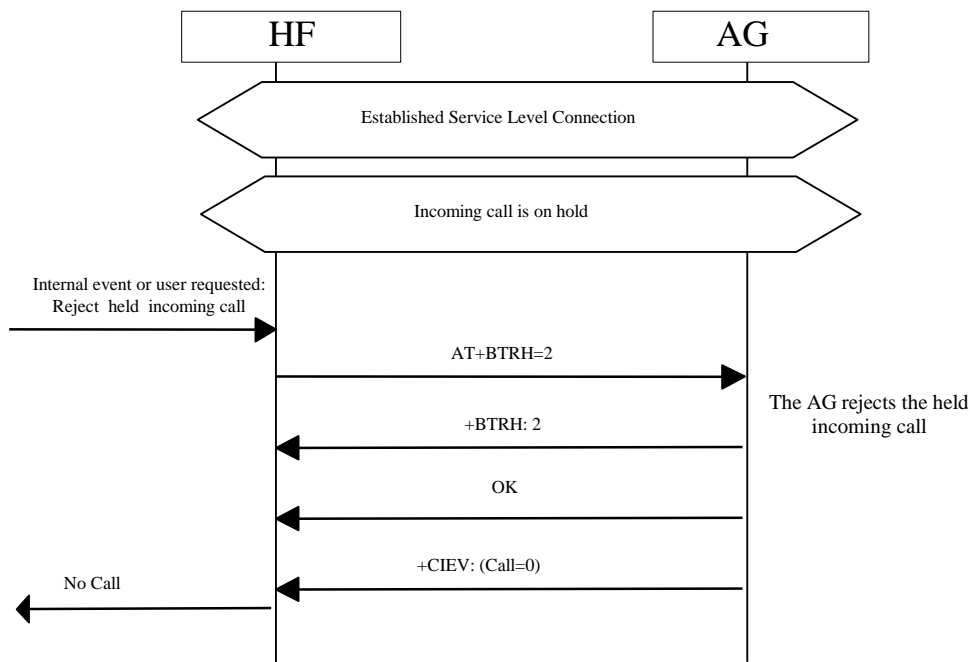 HF
AG
Established Service Level Connection
Incoming call is on hold
Internal event or user requested:
Reject held incoming call
AT+BTRH=2
The AG rejects the held
incoming call
+BTRH: 2
OK
+CIEV: (Call=0)
No Call